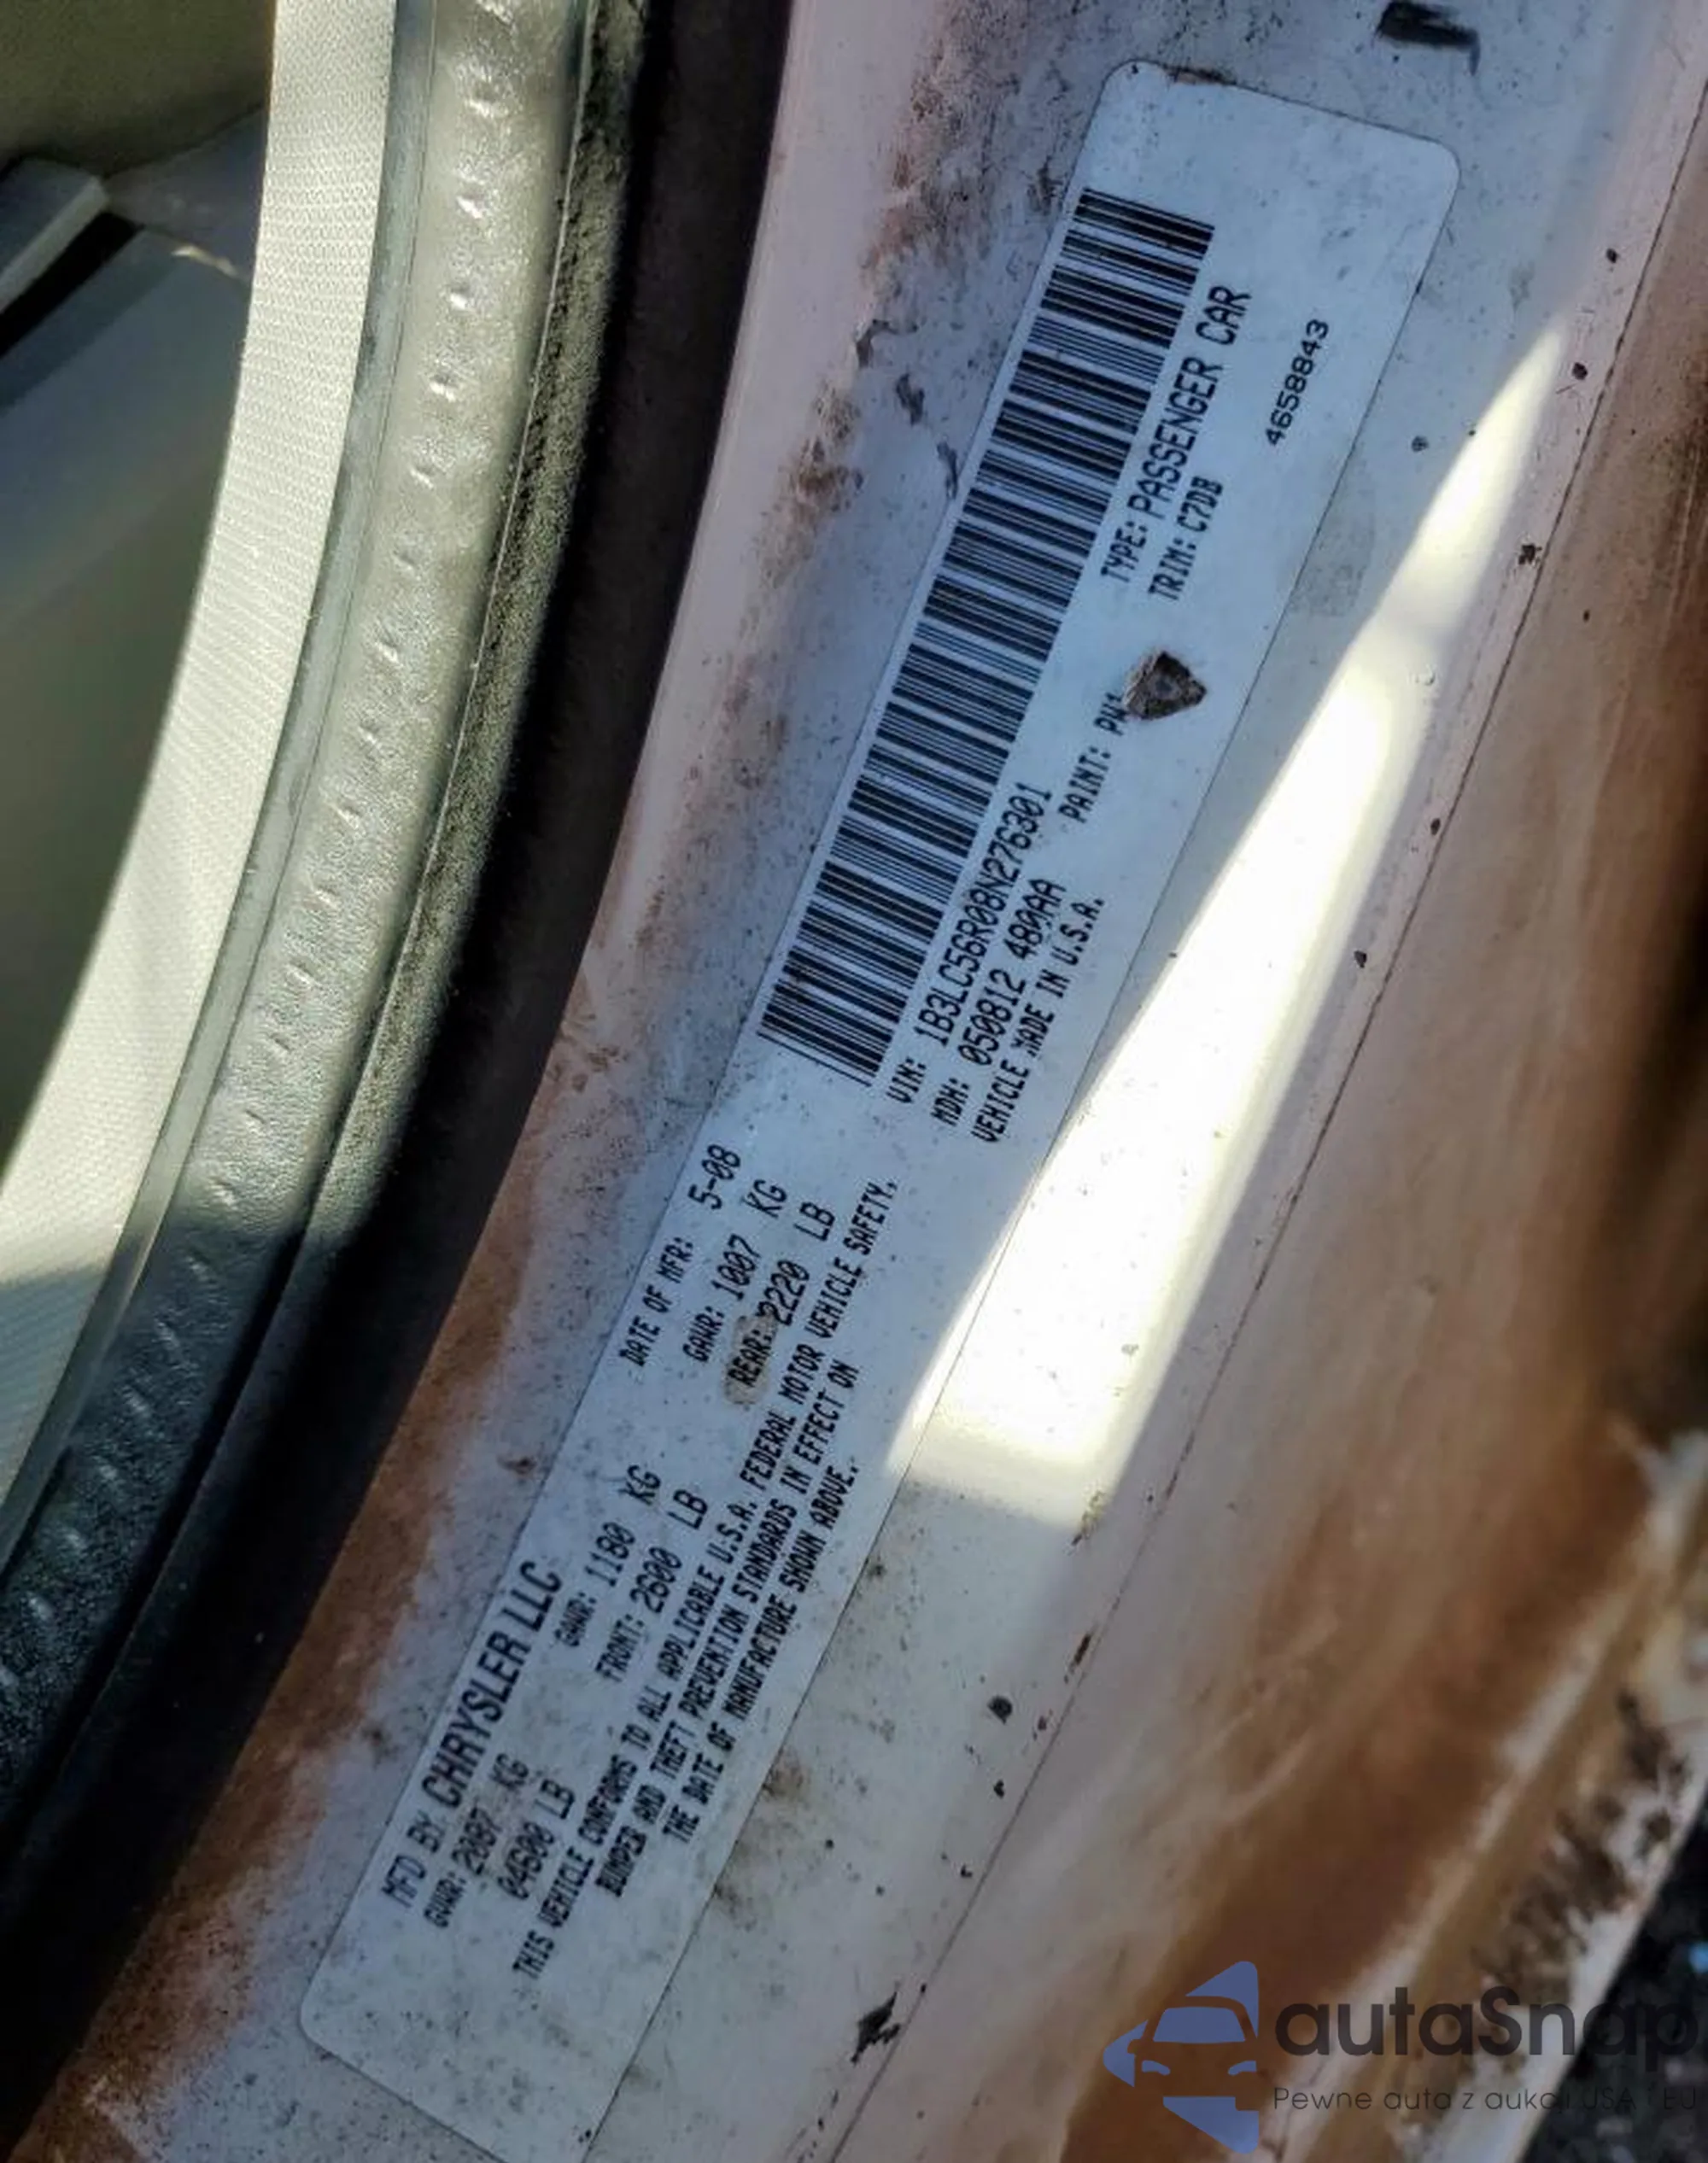 MFD BY CHRYSLER LLC
DATE OF MFR: 5-08
GVWR: 2087 KG
GAWR: 1180 KG
GAWR: 1007 KG
04600 LB
FRONT: 2600 LB
REAR: 2220 LB
THIS VEHICLE CONFORMS TO ALL APPLICABLE U.S.A. FEDERAL MOTOR VEHICLE SAFETY,
BUMPER AND THEFT PREVENTION STANDARDS IN EFFECT ON
THE DATE OF MANUFACTURE SHOWN ABOVE.
VIN: 1B3LC56R08N276301
TYPE: PASSENGER CAR
MDH: 050812 480AA
PAINT:
TRIM: C7DB
VEHICLE MADE IN U.S.A.
4658843
autaSnap
Pewne auta z aukcji USA